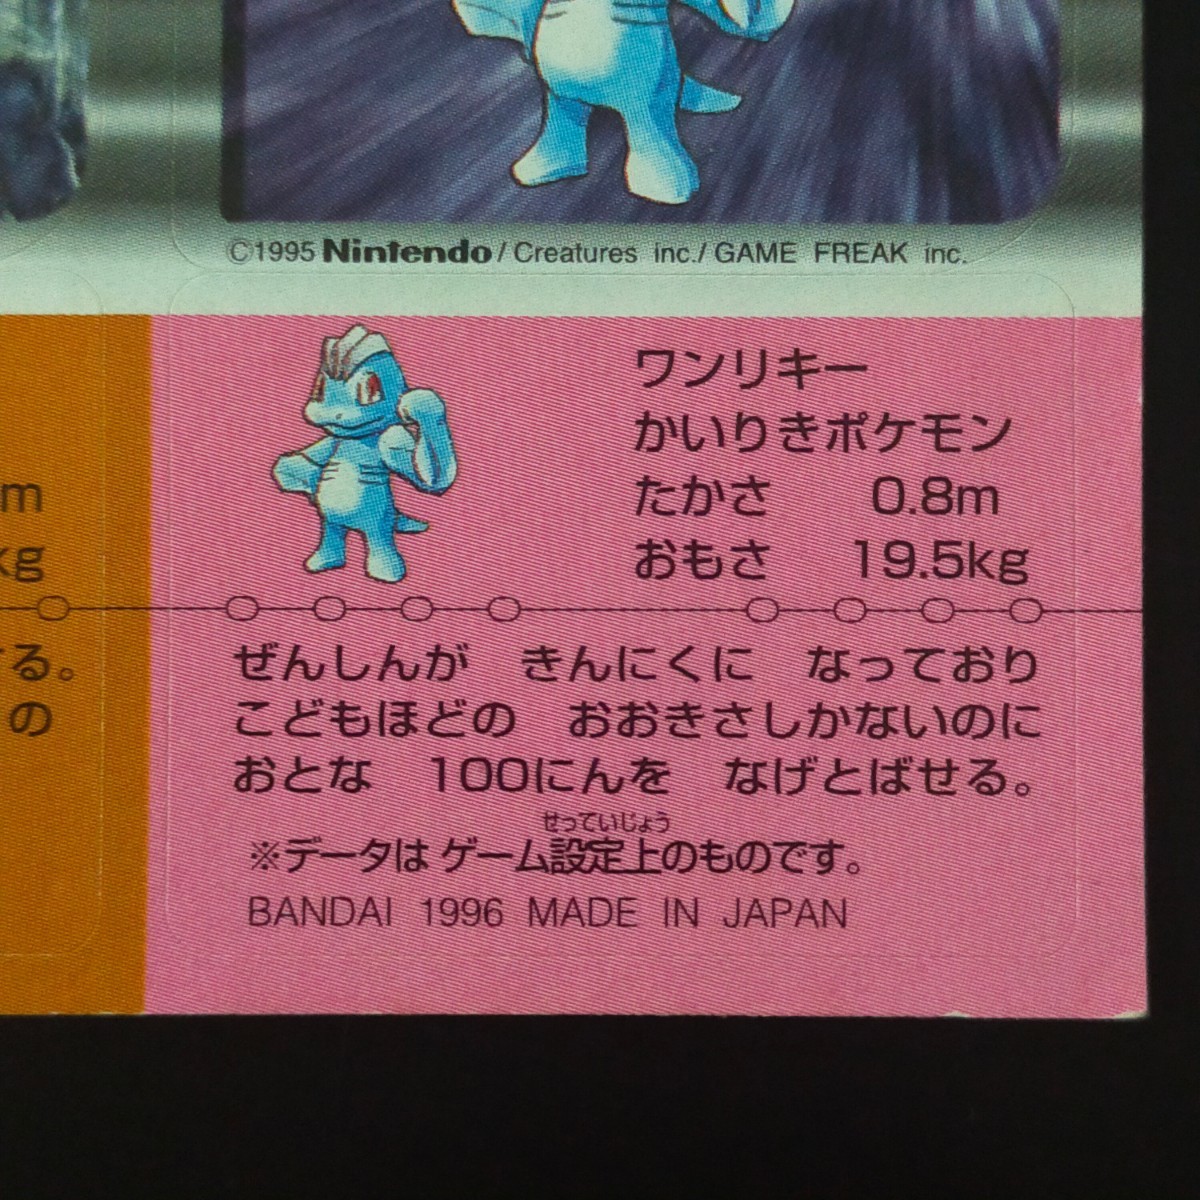 ©1995 Nintendo / Creatures inc. / GAME FREAK inc.
ワンリキー
かいりきポケモン
たかさ 0.8m
おもさ 19.5kg
m
kg
ぜんしんが きんにくに なっており
こどもほどの おおきさしかないのに
おとな 100にんを なげとばせる。
せっていじょう
※データは ゲーム設定上のものです。
BANDAI 1996 MADE IN JAPAN
る。
の